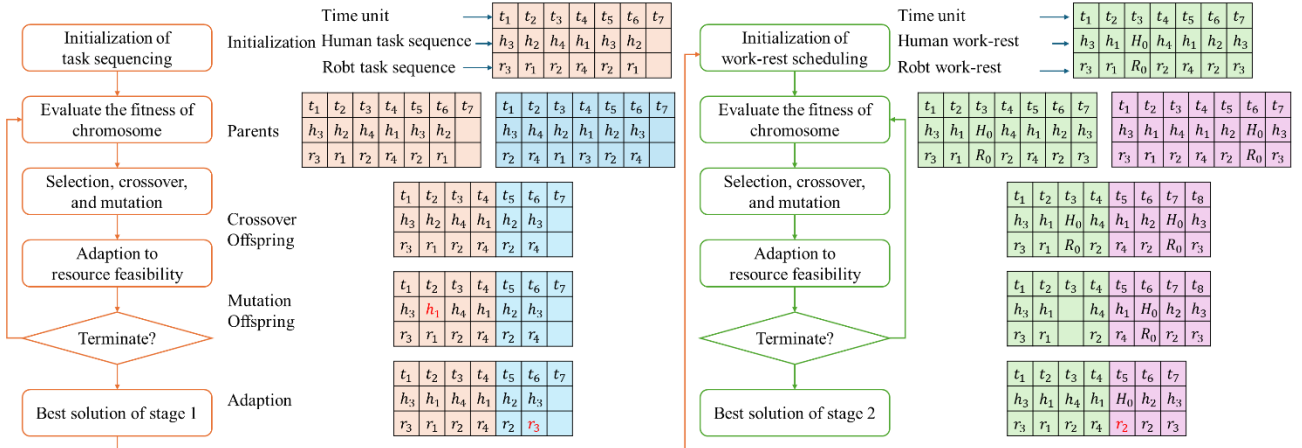 Initialization of
task sequencing
Evaluate the fitness of
chromosome
Selection, crossover,
and mutation
Adaption to
resource feasibility
Terminate?
Best solution of stage 1
Initialization
Time unit
Human task sequence
Robt task sequence
t₁ t₂ t₃ t₄ t₅ t₆ t₇
h₃ h₂ h₄ h₁ h₃ h₂
r₃ r₁ r₂ r₄ r₂ r₁
Parents
t₁ t₂ t₃ t₄ t₅ t₆ t₇
h₃ h₂ h₄ h₁ h₃ h₂
r₃ r₁ r₂ r₄ r₂ r₁
t₁ t₂ t₃ t₄ t₅ t₆ t₇
h₃ h₄ h₂ h₁ h₂ h₃
r₂ r₄ r₁ r₃ r₂ r₄
Crossover
Offspring
t₁ t₂ t₃ t₄ t₅ t₆ t₇
h₃ h₂ h₄ h₁ h₂ h₃
r₃ r₁ r₂ r₄ r₂ r₄
Mutation
Offspring
t₁ t₂ t₃ t₄ t₅ t₆ t₇
h₃ h₁ h₄ h₁ h₂ h₃
r₃ r₁ r₂ r₄ r₂ r₄
Adaption
t₁ t₂ t₃ t₄ t₅ t₆ t₇
h₃ h₁ h₄ h₁ h₂ h₃
r₃ r₁ r₂ r₄ r₂ r₃
Initialization of
work-rest scheduling
Evaluate the fitness of
chromosome
Selection, crossover,
and mutation
Adaption to
resource feasibility
Terminate?
Best solution of stage 2
Time unit
Human work-rest
Robt work-rest
t₁ t₂ t₃ t₄ t₅ t₆ t₇
h₃ h₁ H₀ h₄ h₁ h₂ h₃
r₃ r₁ R₀ r₂ r₄ r₂ r₃
t₁ t₂ t₃ t₄ t₅ t₆ t₇
h₃ h₁ H₀ h₄ h₁ h₂ h₃
r₃ r₁ R₀ r₂ r₄ r₂ r₃
t₁ t₂ t₃ t₄ t₅ t₆ t₇
h₃ h₁ h₄ h₁ h₂ H₀ h₃
r₃ r₁ r₂ r₄ r₂ R₀ r₃
t₁ t₂ t₃ t₄ t₅ t₆ t₇ t₈
h₃ h₁ H₀ h₄ h₁ h₂ H₀ h₃
r₃ r₁ R₀ r₂ r₄ r₂ R₀ r₃
t₁ t₂ t₃ t₄ t₅ t₆ t₇ t₈
h₃ h₁ h₄ h₁ H₀ h₂ h₃
r₃ r₁ r₂ r₄ R₀ r₂ r₃
t₁ t₂ t₃ t₄ t₅ t₆ t₇
h₃ h₁ h₄ h₁ H₀ h₂ h₃
r₃ r₁ r₂ r₄ r₂ r₂ r₃